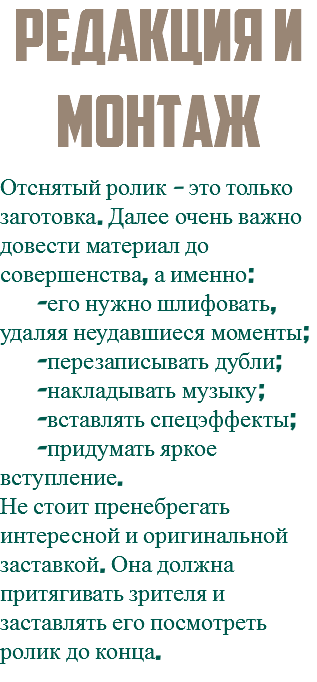 РЕДАКЦИЯ И
МОНТАЖ
Отснятый ролик - это только
заготовка. Далее очень важно
довести материал до
совершенства, а именно:
-его нужно шлифовать,
удаляя неудавшиеся моменты;
-перезаписывать дубли;
-накладывать музыку;
-вставлять спецэффекты;
-придумать яркое
вступление.
Не стоит пренебрегать
интересной и оригинальной
заставкой. Она должна
притягивать зрителя и
заставлять его посмотреть
ролик до конца.